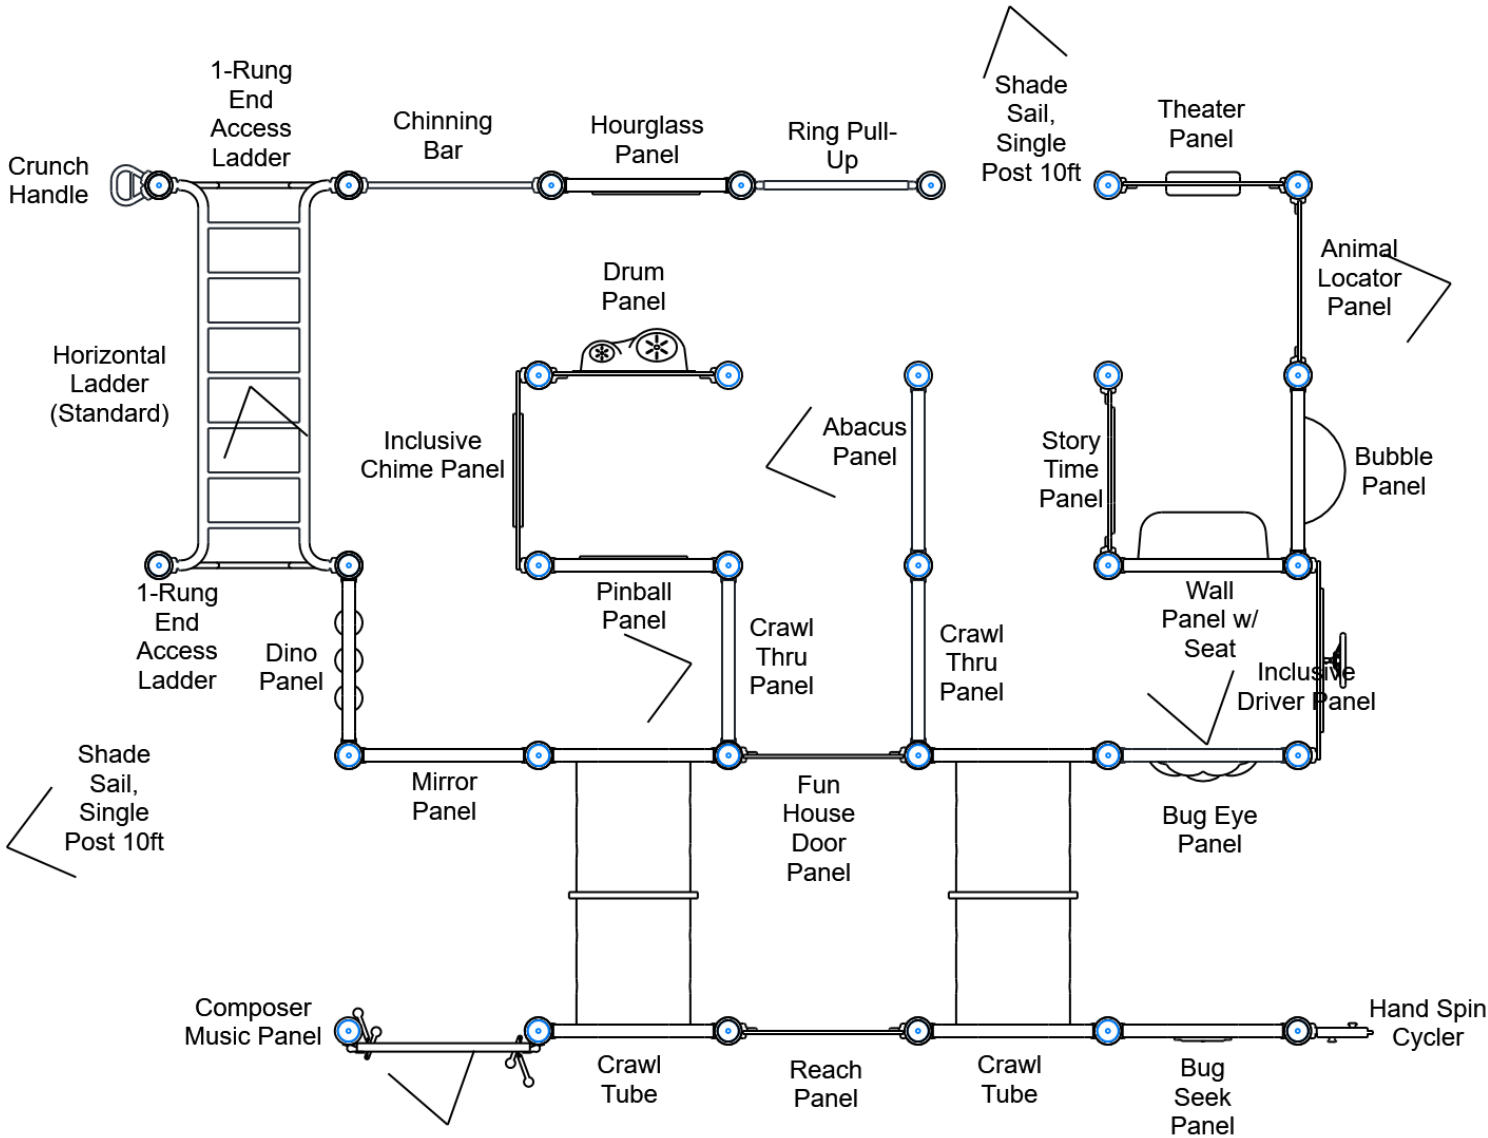 1-Rung
End
Access
Ladder
Crunch
Handle
Chinning
Bar
Hourglass
Panel
Ring Pull-
Up
Shade
Sail,
Single
Post 10ft
Theater
Panel
Animal
Locator
Panel
Drum
Panel
Horizontal
Ladder
(Standard)
Inclusive
Chime Panel
Abacus
Panel
Story
Time
Panel
Bubble
Panel
1-Rung
End
Access
Ladder
Dino
Panel
Pinball
Panel
Crawl
Thru
Panel
Crawl
Thru
Panel
Wall
Panel w/
Seat
Inclusive
Driver Panel
Shade
Sail,
Single
Post 10ft
Mirror
Panel
Fun
House
Door
Panel
Bug Eye
Panel
Composer
Music Panel
Crawl
Tube
Reach
Panel
Crawl
Tube
Bug
Seek
Panel
Hand Spin
Cycler